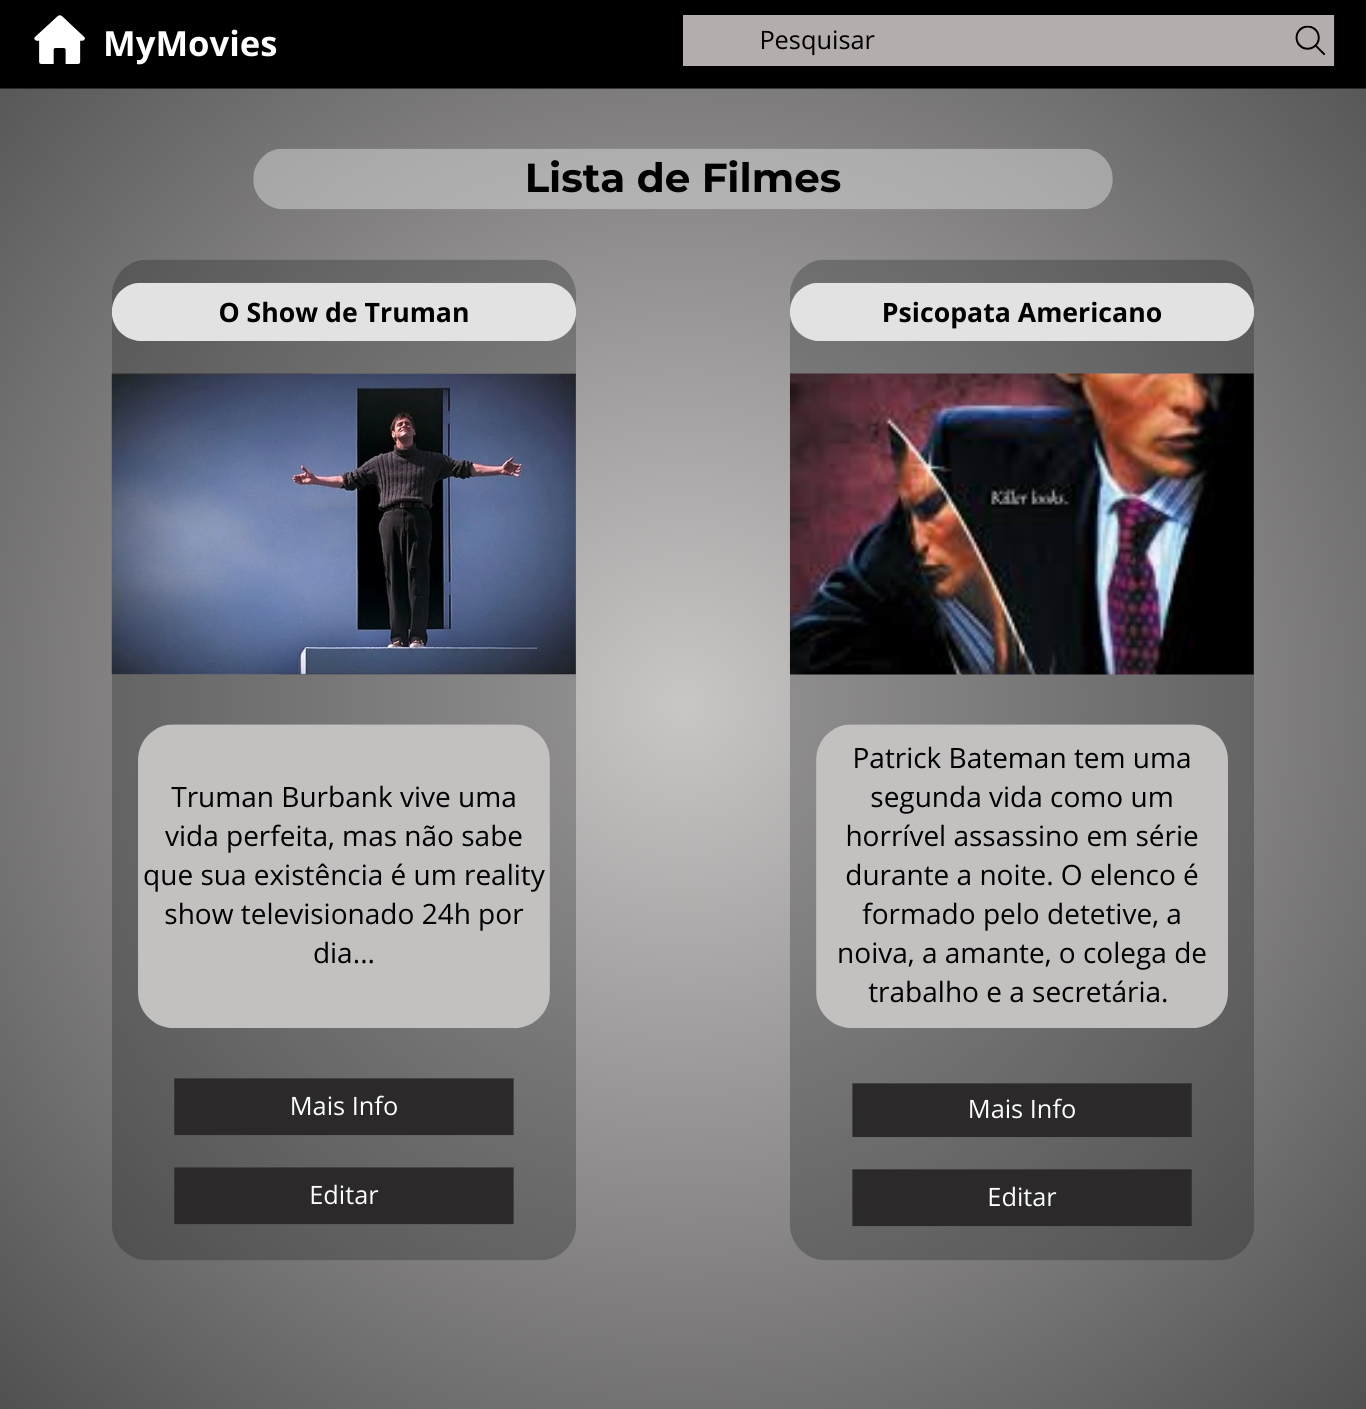 MyMovies
Pesquisar
Lista de Filmes
O Show de Truman
Killer looks.
Truman Burbank vive uma
vida perfeita, mas não sabe
que sua existência é um reality
show televisionado 24h por
dia...
Mais Info
Editar
Psicopata Americano
Patrick Bateman tem uma
segunda vida como um
horrível assassino em série
durante a noite. O elenco é
formado pelo detetive, a
noiva, a amante, o colega de
trabalho e a secretária.
Mais Info
Editar